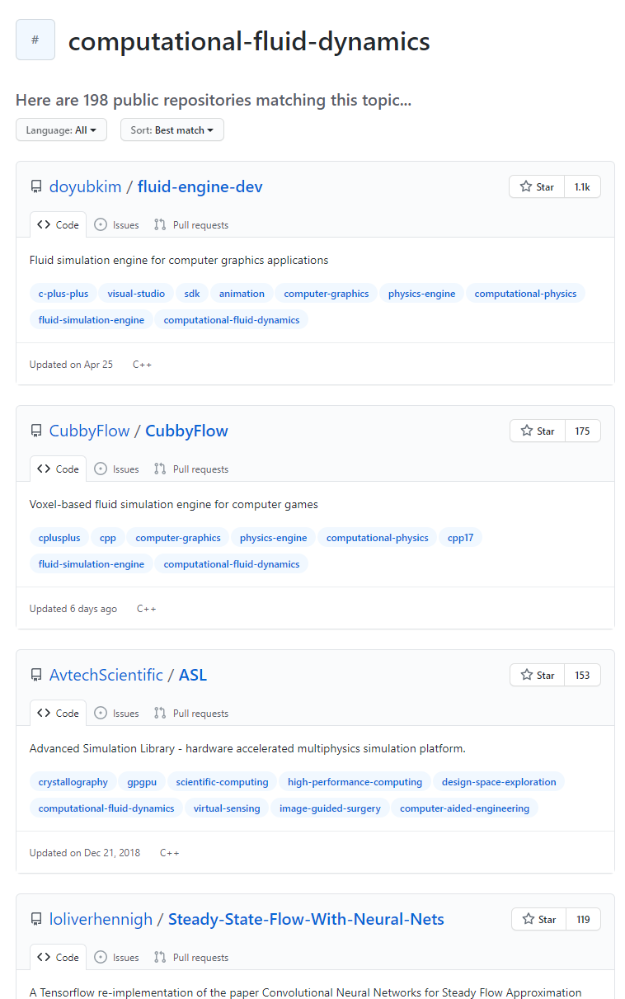 # computational-fluid-dynamics
Here are 198 public repositories matching this topic...
Language: All Sort: Best match
doyubkim / fluid-engine-dev Star 1.1k
Code Issues Pull requests
Fluid simulation engine for computer graphics applications
c-plus-plus visual-studio sdk animation computer-graphics physics-engine computational-physics
fluid-simulation-engine computational-fluid-dynamics
Updated on Apr 25 C++
CubbyFlow / CubbyFlow Star 175
Code Issues Pull requests
Voxel-based fluid simulation engine for computer games
cplusplus cpp computer-graphics physics-engine computational-physics cpp17
fluid-simulation-engine computational-fluid-dynamics
Updated 6 days ago C++
AvtechScientific / ASL Star 153
Code Issues Pull requests
Advanced Simulation Library - hardware accelerated multiphysics simulation platform.
crystallography gpgpu scientific-computing high-performance-computing design-space-exploration
computational-fluid-dynamics virtual-sensing image-guided-surgery computer-aided-engineering
Updated on Dec 21, 2018 C++
loliverhennigh / Steady-State-Flow-With-Neural-Nets Star 119
Code Issues Pull requests
A Tensorflow re-implementation of the paper Convolutional Neural Networks for Steady Flow Approximation